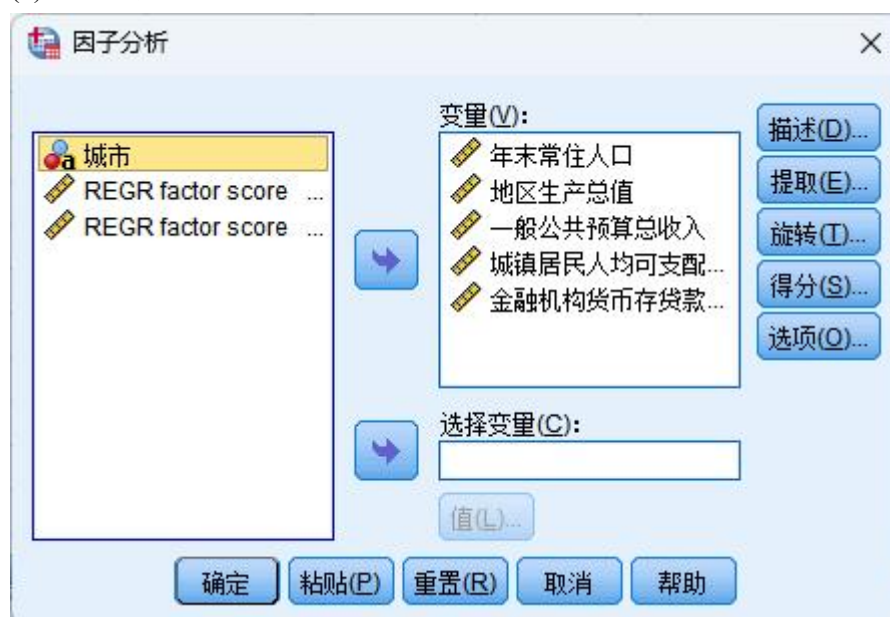 因子分析
变量(V):
城市
REGR factor score ...
REGR factor score ...
年末常住人口
地区生产总值
一般公共预算总收入
城镇居民人均可支配...
金融机构货币存贷款...
描述(D)...
提取(E)...
旋转(T)...
得分(S)...
选项(O)...
选择变量(C):
值(L)...
确定
粘贴(P)
重置(R)
取消
帮助